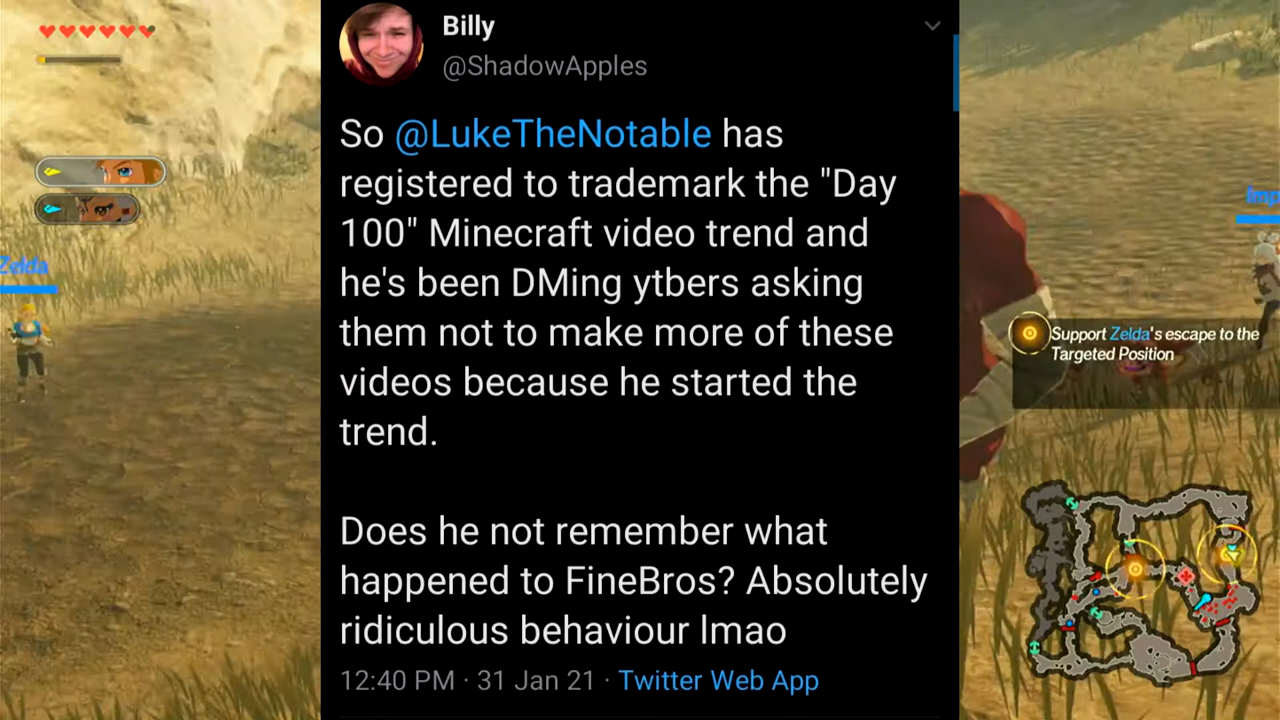 Billy
@ShadowApples
So @LukeTheNotable has
registered to trademark the "Day
100" Minecraft video trend and
he's been DMing ytbers asking
them not to make more of these
videos because he started the
trend.
Does he not remember what
happened to FineBros? Absolutely
ridiculous behaviour lmao
12:40 PM · 31 Jan 21 · Twitter Web App
Zelda
Imp
Support Zelda's escape to the
Targeted Position